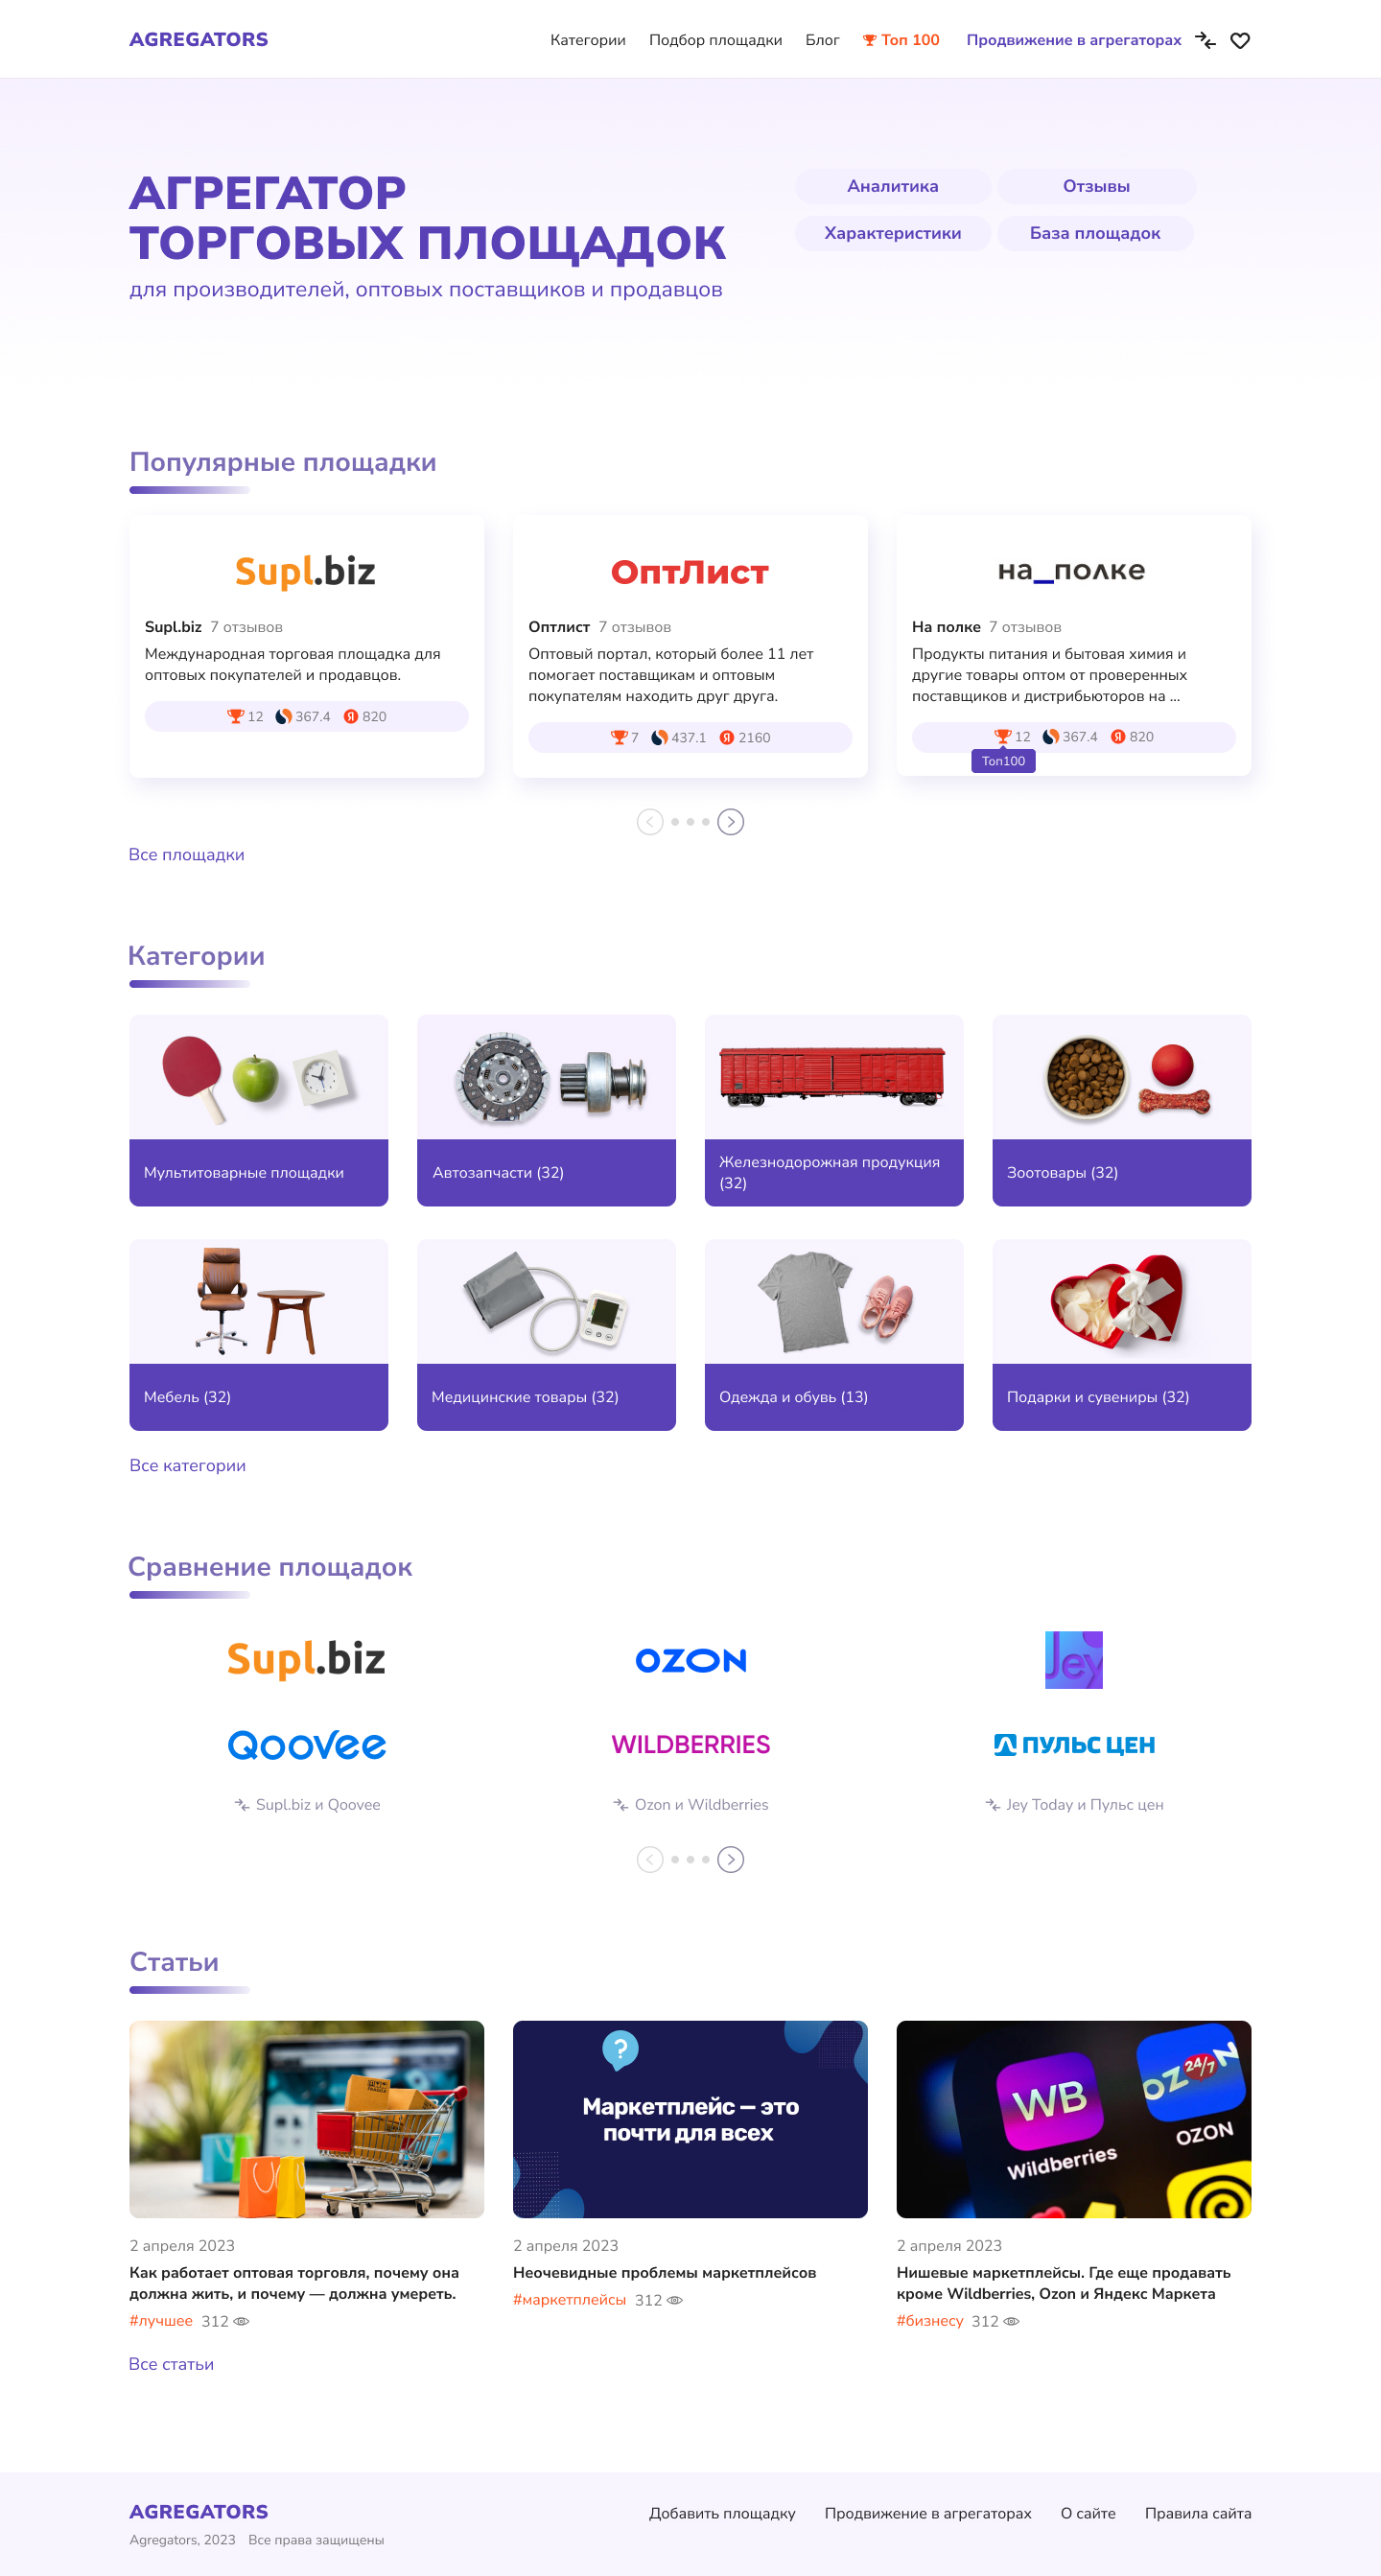 AGREGATORS
Категории
Подбор площадки
Блог
Топ 100
Продвижение в агрегаторах
АГРЕГАТОР
ТОРГОВЫХ ПЛОЩАДОК
для производителей, оптовых поставщиков и продавцов
Аналитика
Отзывы
Характеристики
База площадок
Популярные площадки
Supl.biz
Supl.biz 7 отзывов
Международная торговая площадка для
оптовых покупателей и продавцов.
12 367.4 Я 820
ОптЛист
Оптлист 7 отзывов
Оптовый портал, который более 11 лет
помогает поставщикам и оптовым
покупателям находить друг друга.
7 437.1 Я 2160
на_полке
На полке 7 отзывов
Продукты питания и бытовая химия и
другие товары оптом от проверенных
поставщиков и дистрибьюторов на ...
12 367.4 Я 820
Топ100
Все площадки
Категории
Мультитоварные площадки
Автозапчасти (32)
Железнодорожная продукция
(32)
Зоотовары (32)
Мебель (32)
Медицинские товары (32)
Одежда и обувь (13)
Подарки и сувениры (32)
Все категории
Сравнение площадок
Supl.biz
OZON
Jey
Qoovee
WILDBERRIES
ПУЛЬС ЦЕН
Supl.biz и Qoovee
Ozon и Wildberries
Jey Today и Пульс цен
Статьи
?
Маркетплейс — это
почти для всех
WB
Wildberries
OZON
24/7
OZON
2 апреля 2023
Как работает оптовая торговля, почему она
должна жить, и почему — должна умереть.
#лучшее 312
2 апреля 2023
Неочевидные проблемы маркетплейсов
#маркетплейсы 312
2 апреля 2023
Нишевые маркетплейсы. Где еще продавать
кроме Wildberries, Ozon и Яндекс Маркета
#бизнесу 312
Все статьи
AGREGATORS
Agregators, 2023 Все права защищены
Добавить площадку
Продвижение в агрегаторах
О сайте
Правила сайта